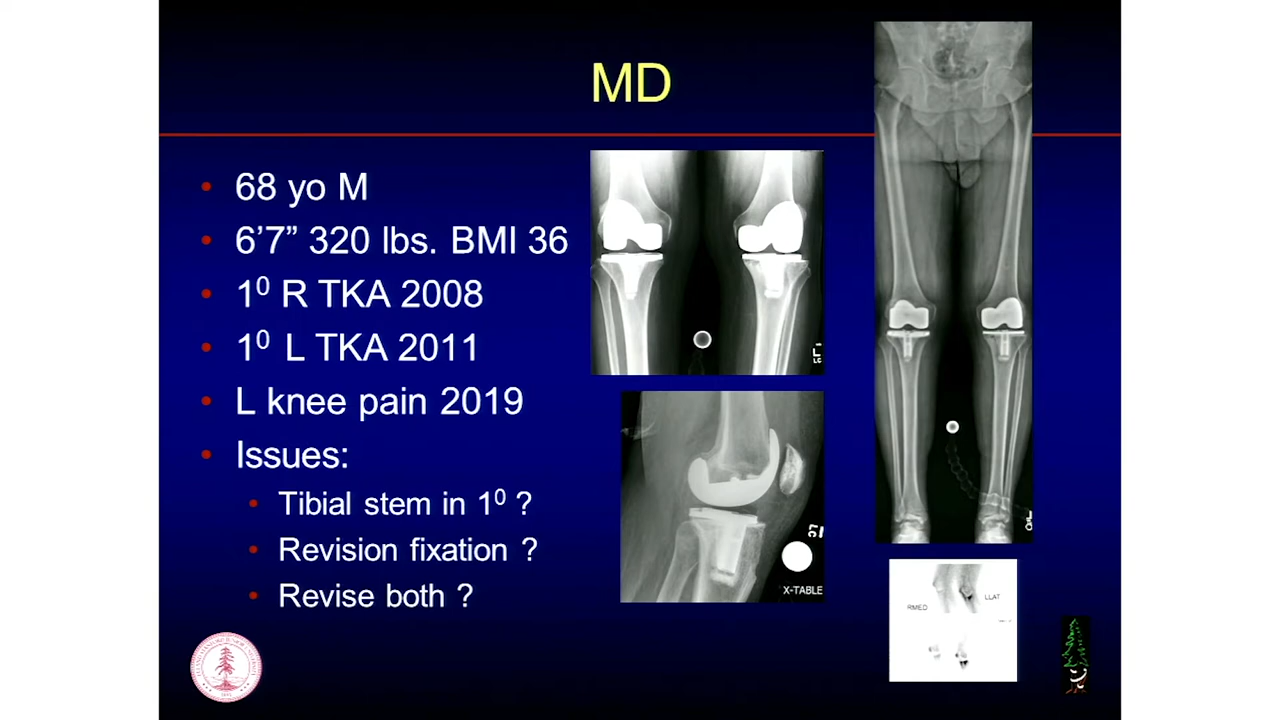 MD
68 yo M
6’7” 320 lbs. BMI 36
1⁰ R TKA 2008
1⁰ L TKA 2011
L knee pain 2019
Issues:
Tibial stem in 1⁰ ?
Revision fixation ?
Revise both ?
X-TABLE
RMED
LLAT